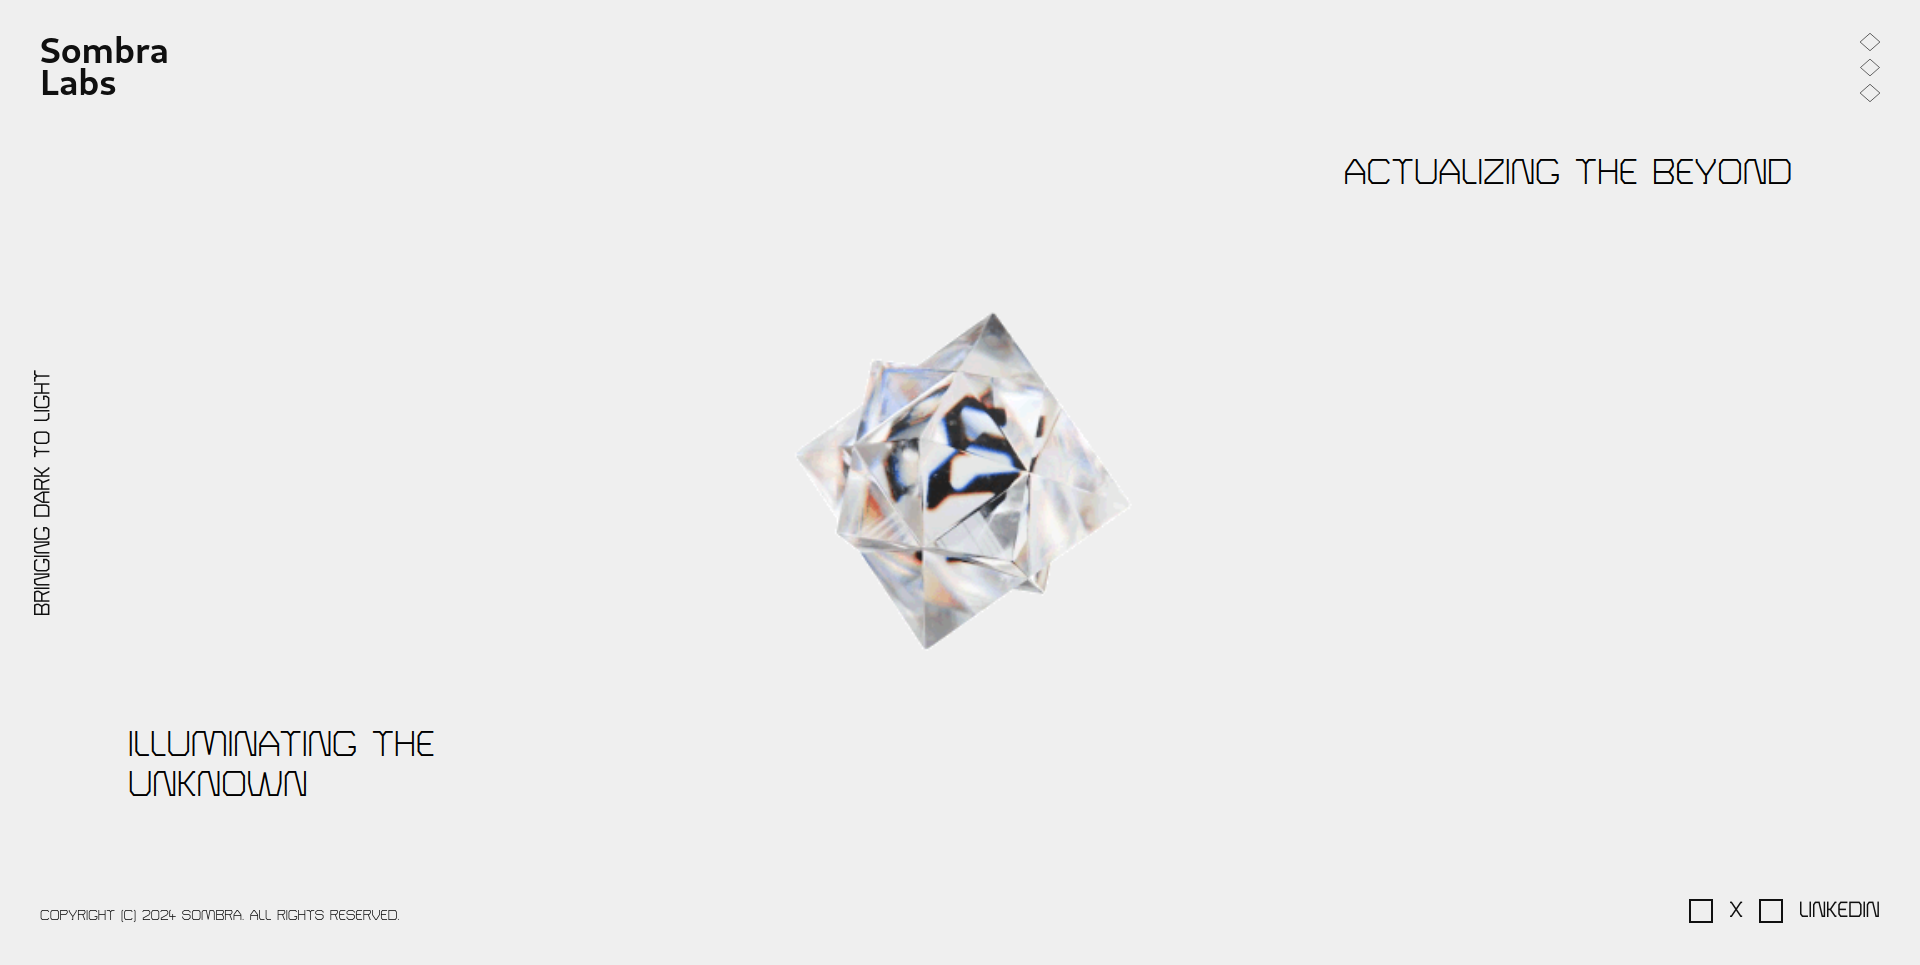 Sombra
Labs
ACTUALIZING THE BEYOND
BRINGING DARK TO LIGHT
ILLUMINATING THE
UNKNOWN
COPYRIGHT (C) 2024 SOMBRA. ALL RIGHTS RESERVED.
X LINKEDIN